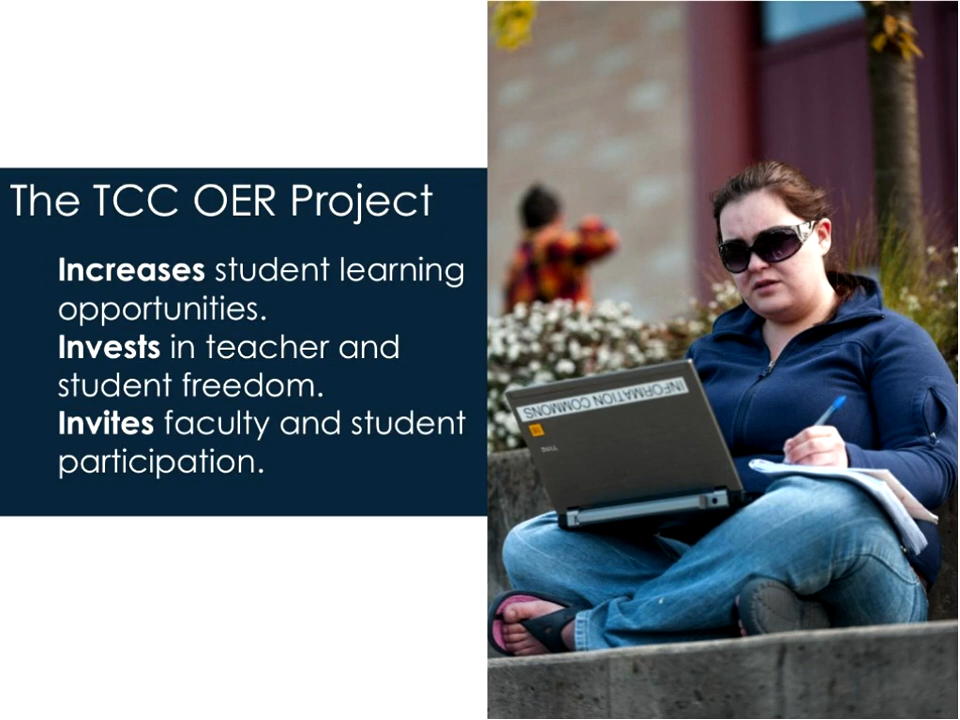 The TCC OER Project
Increases student learning
opportunities.
Invests in teacher and
student freedom.
Invites faculty and student
participation.
INFORMATION COMMONS